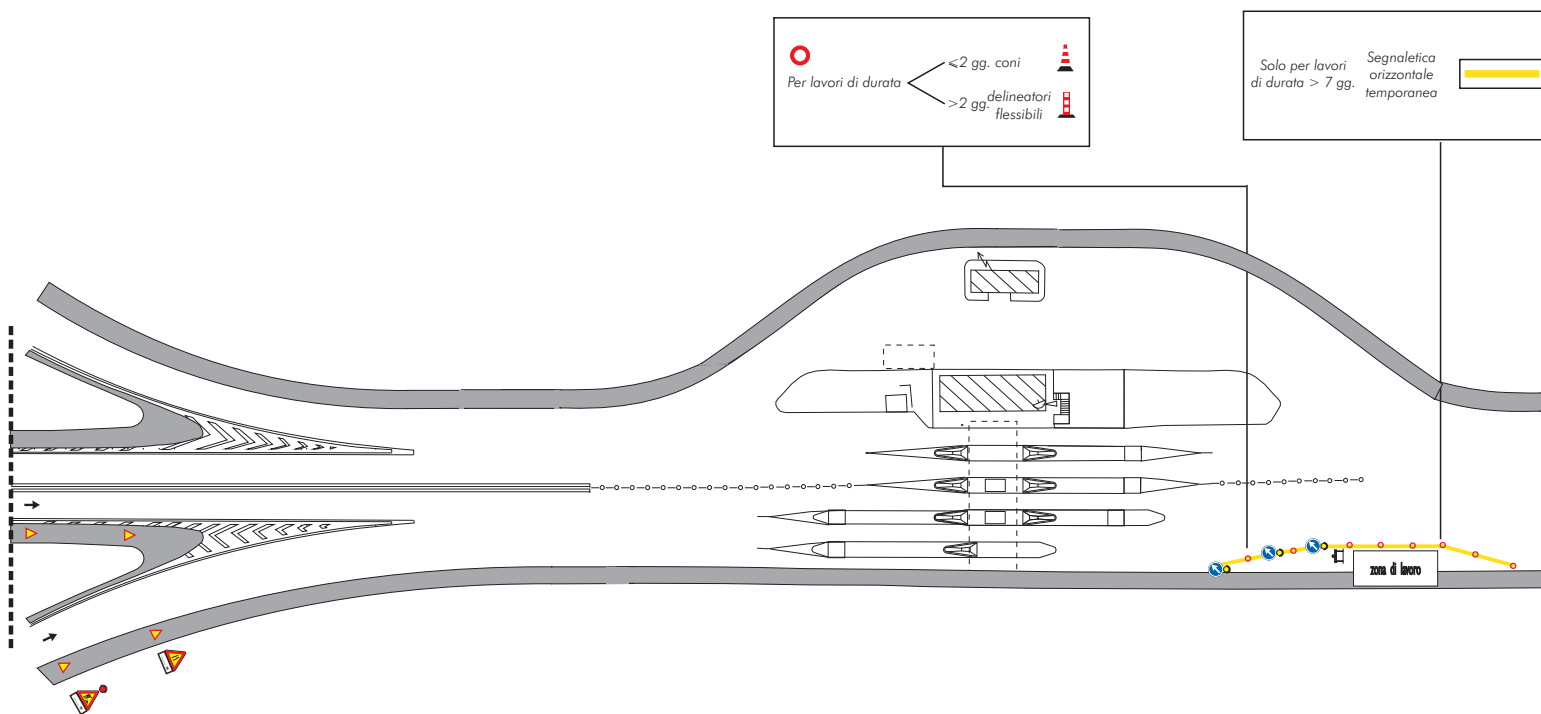 Per lavori di durata
⩽2 gg. coni
>2 gg. delineatori
flessibili
Solo per lavori
di durata > 7 gg.
Segnaletica
orizzontale
temporanea
zona di lavoro